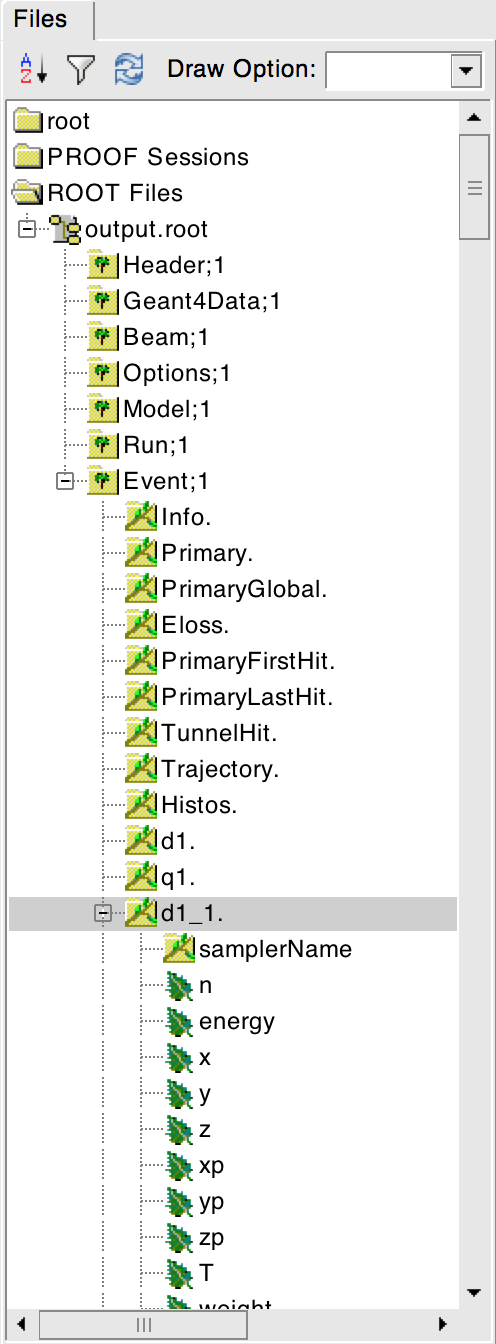 Files
A
Z
Draw Option:
root
PROOF Sessions
ROOT Files
output.root
Header;1
Geant4Data;1
Beam;1
Options;1
Model;1
Run;1
Event;1
Info.
Primary.
PrimaryGlobal.
Eloss.
PrimaryFirstHit.
PrimaryLastHit.
TunnelHit.
Trajectory.
Histos.
d1.
q1.
d1_1.
samplerName
n
energy
x
y
z
xp
yp
zp
T
weight